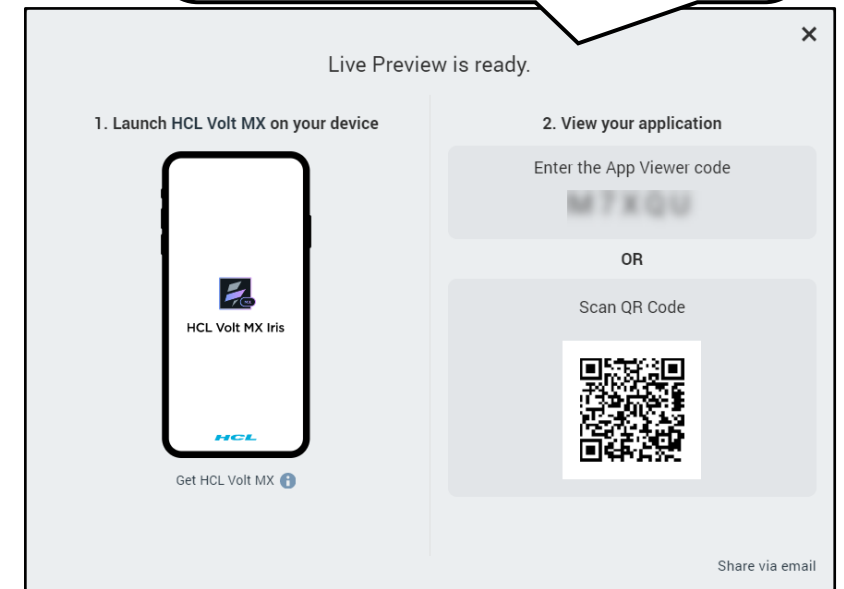 Live Preview is ready.
1. Launch HCL Volt MX on your device
HCL Volt MX Iris
HCL
Get HCL Volt MX
2. View your application
Enter the App Viewer code
OR
Scan QR Code
Share via email